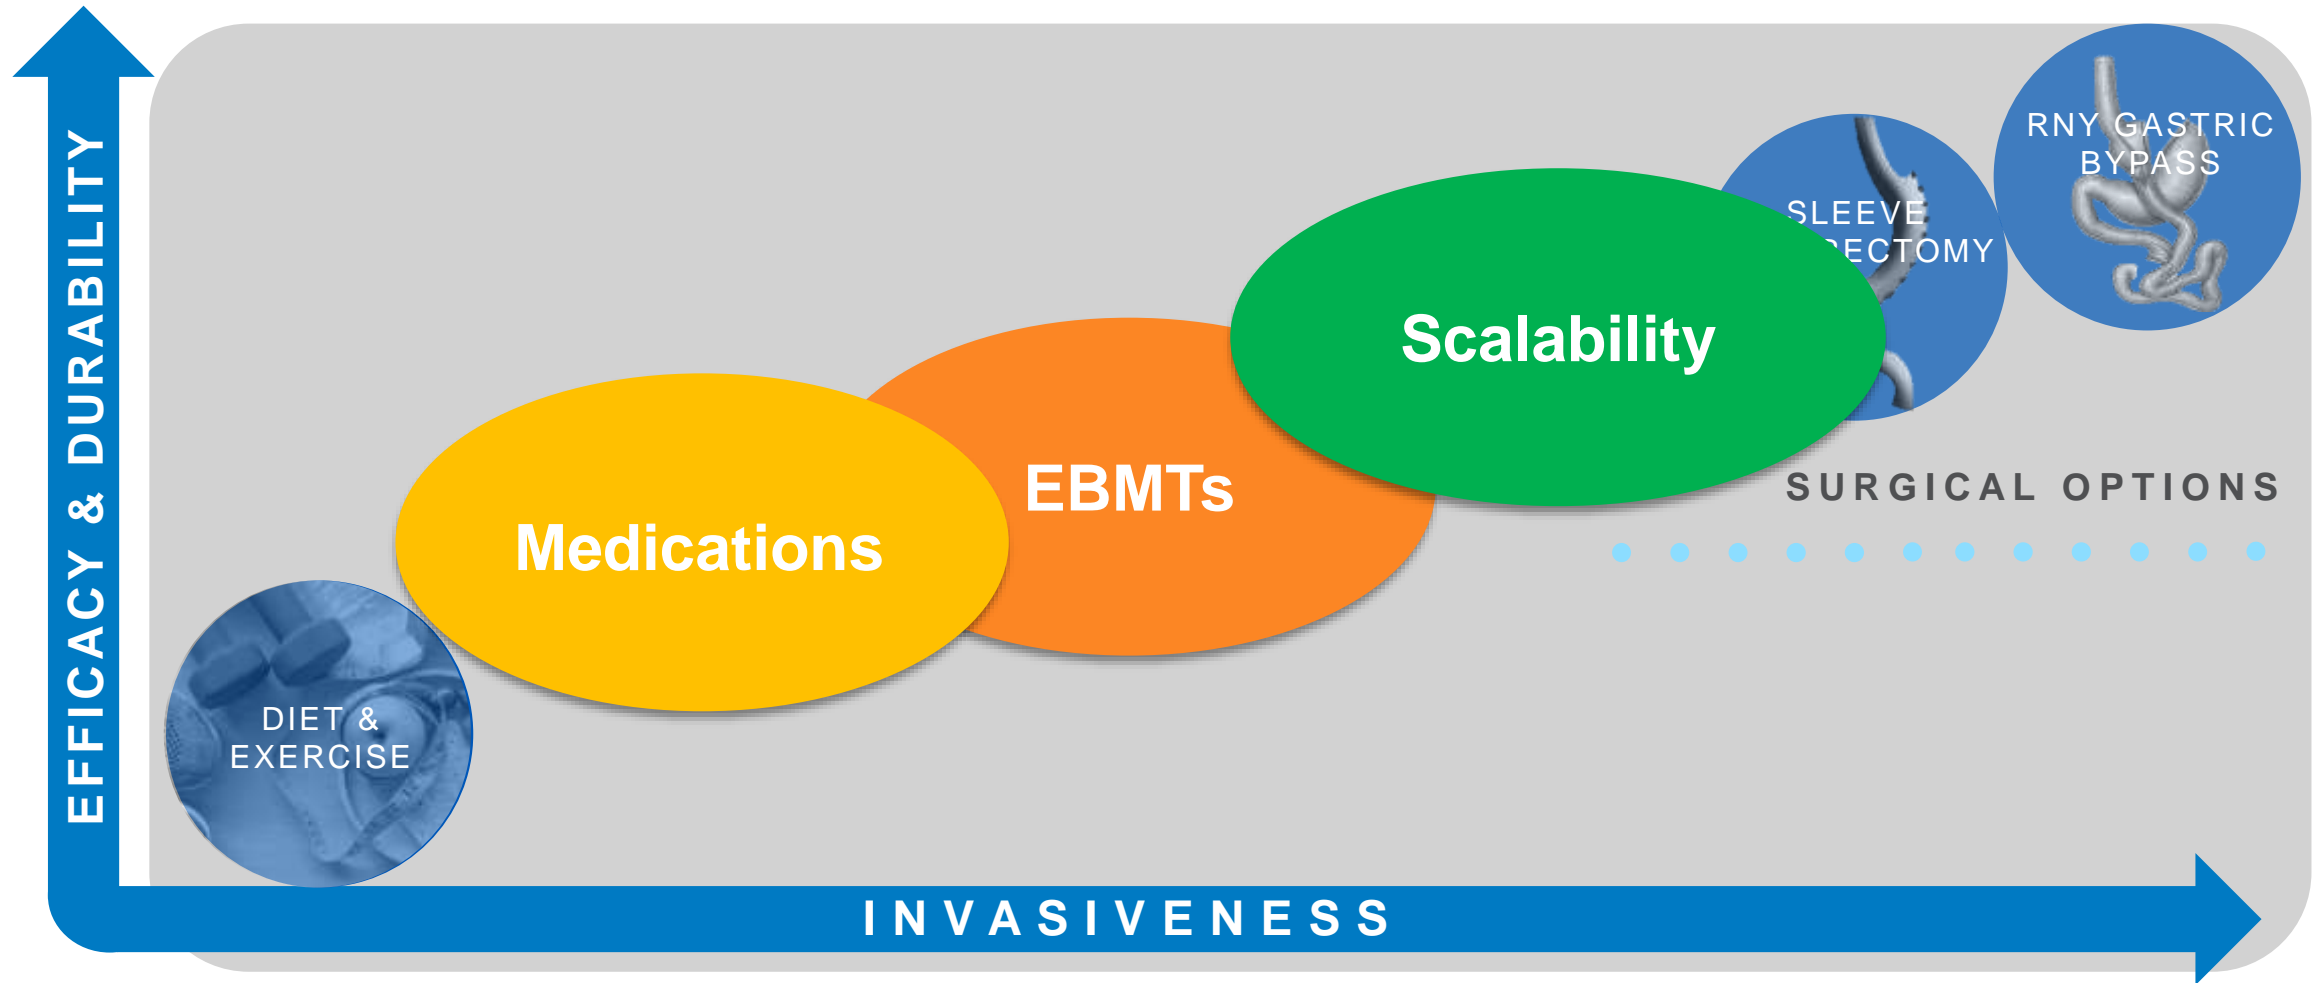 EFFICACY & DURABILITY
RNY GASTRIC
BYPASS
SLEEVE
ECTOMY
Scalability
EBMTs
Medications
SURGICAL OPTIONS
DIET &
EXERCISE
INVASIVENESS